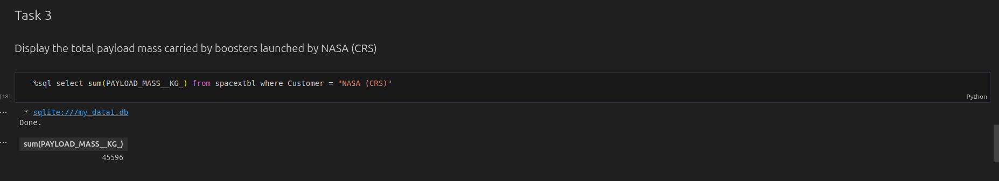 Task 3
Display the total payload mass carried by boosters launched by NASA (CRS)
%sql select sum(PAYLOAD_MASS__KG_) from spacextbl where Customer = "NASA (CRS)"
[18]
Python
... * sqlite:///my_data1.db
Done.
...
sum(PAYLOAD_MASS__KG_)
45596